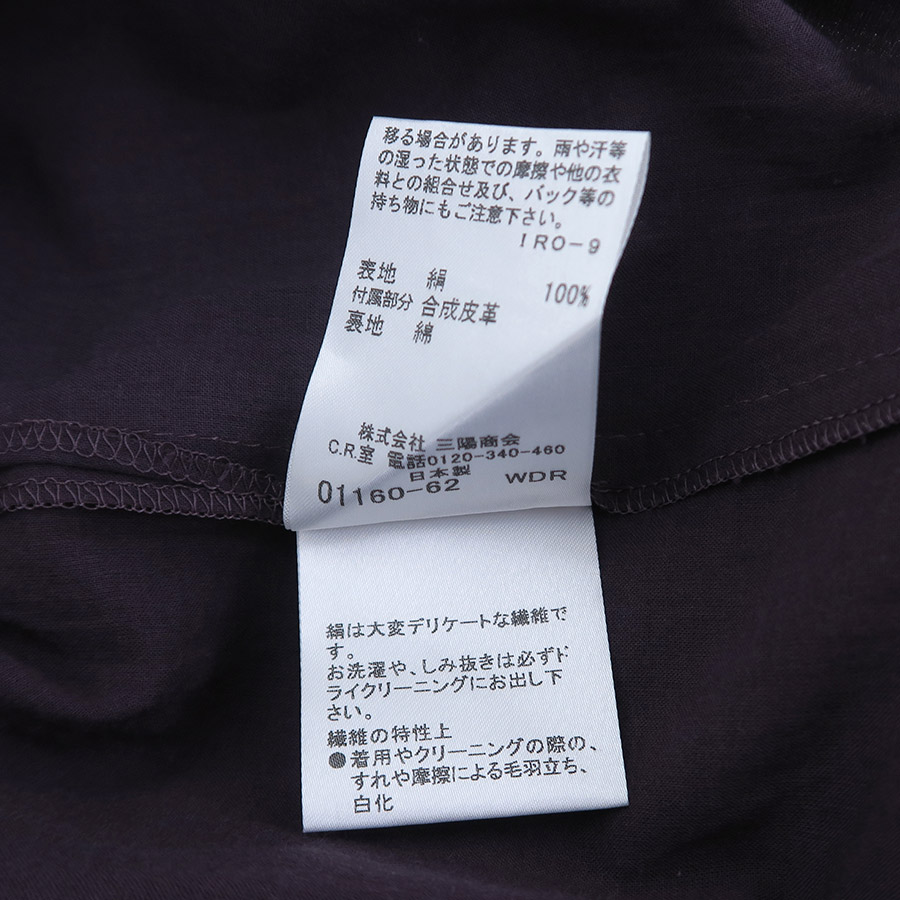 移る場合があります。雨や汗等
の湿った状態での摩擦や他の衣
料との組合せ及び、バック等の
持ち物にもご注意下さい。
IRO-9
表地 絹 100%
付属部分 合成皮革
裏地 綿
株式会社 三陽商会
C.R.室 電話0120-340-460
日本製
01160-62 WDR
絹は大変デリケートな繊維で
す。
お洗濯や、しみ抜きは必ずド
ライクリーニングにお出し下
さい。
繊維の特性上
●着用やクリーニングの際の、
すれや摩擦による毛羽立ち、
白化